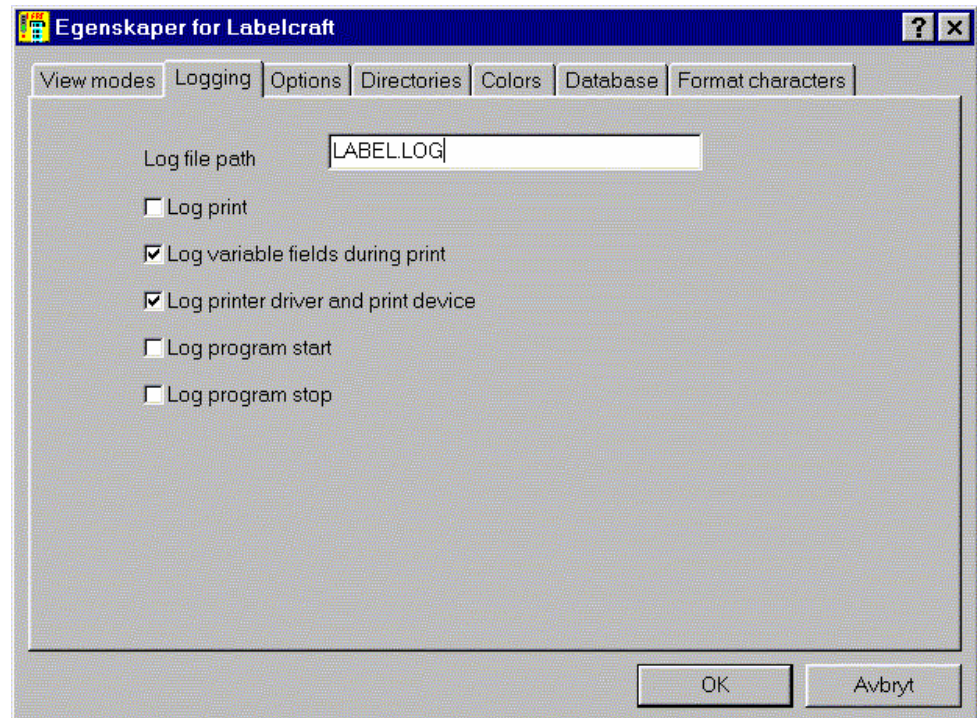 Egenskaper for Labelcraft
View modes Logging Options Directories Colors Database Format characters
Log file path LABEL.LOG
Log print
Log variable fields during print
Log printer driver and print device
Log program start
Log program stop
OK Avbryt